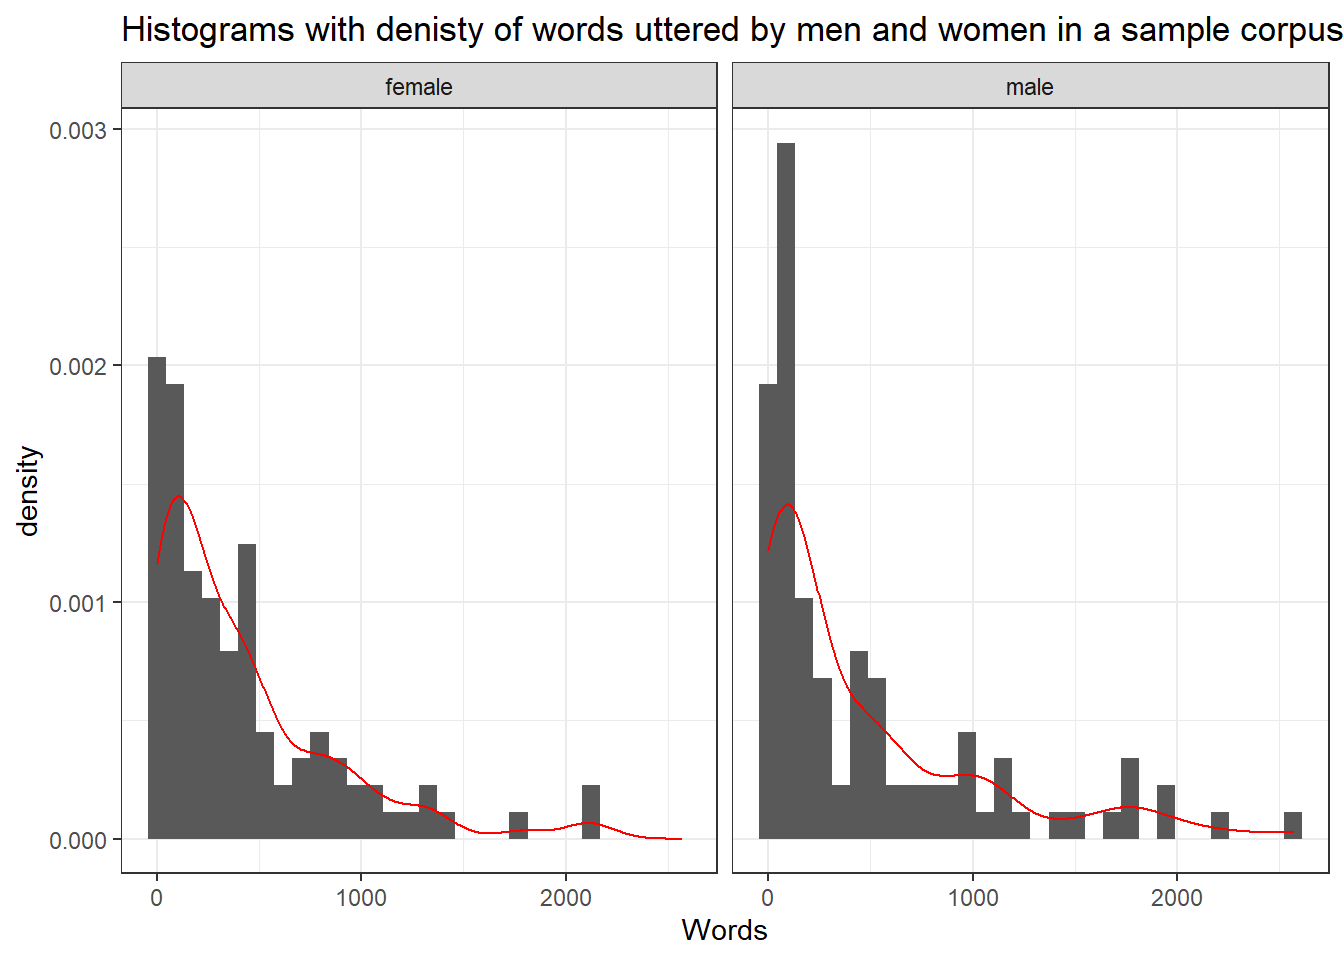 Histograms with denisty of words uttered by men and women in a sample corpus
female
male
density
0.003
0.002
0.001
0.000
0
1000
2000
0
1000
2000
Words